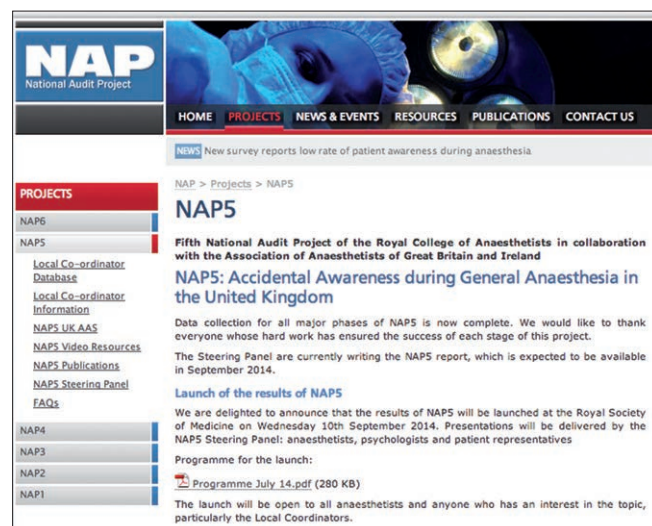 NAP
National Audit Project
HOME PROJECTS NEWS & EVENTS RESOURCES PUBLICATIONS CONTACT US
NEWS New survey reports low rate of patient awareness during anaesthesia
PROJECTS
NAP6
NAP5
Local Co-ordinator
Database
Local Co-ordinator
Information
NAP5 UK AAS
NAP5 Video Resources
NAP5 Publications
NAP5 Steering Panel
FAQs
NAP4
NAP3
NAP2
NAP1
NAP > Projects > NAP5
NAP5
Fifth National Audit Project of the Royal College of Anaesthetists in collaboration
with the Association of Anaesthetists of Great Britain and Ireland
NAP5: Accidental Awareness during General Anaesthesia in
the United Kingdom
Data collection for all major phases of NAP5 is now complete. We would like to thank
everyone whose hard work has ensured the success of each stage of this project.
The Steering Panel are currently writing the NAP5 report, which is expected to be available
in September 2014.
Launch of the results of NAP5
We are delighted to announce that the results of NAP5 will be launched at the Royal Society
of Medicine on Wednesday 10th September 2014. Presentations will be delivered by the
NAP5 Steering Panel: anaesthetists, psychologists and patient representatives
Programme for the launch:
Programme July 14.pdf (280 KB)
The launch will be open to all anaesthetists and anyone who has an interest in the topic,
particularly the Local Coordinators.